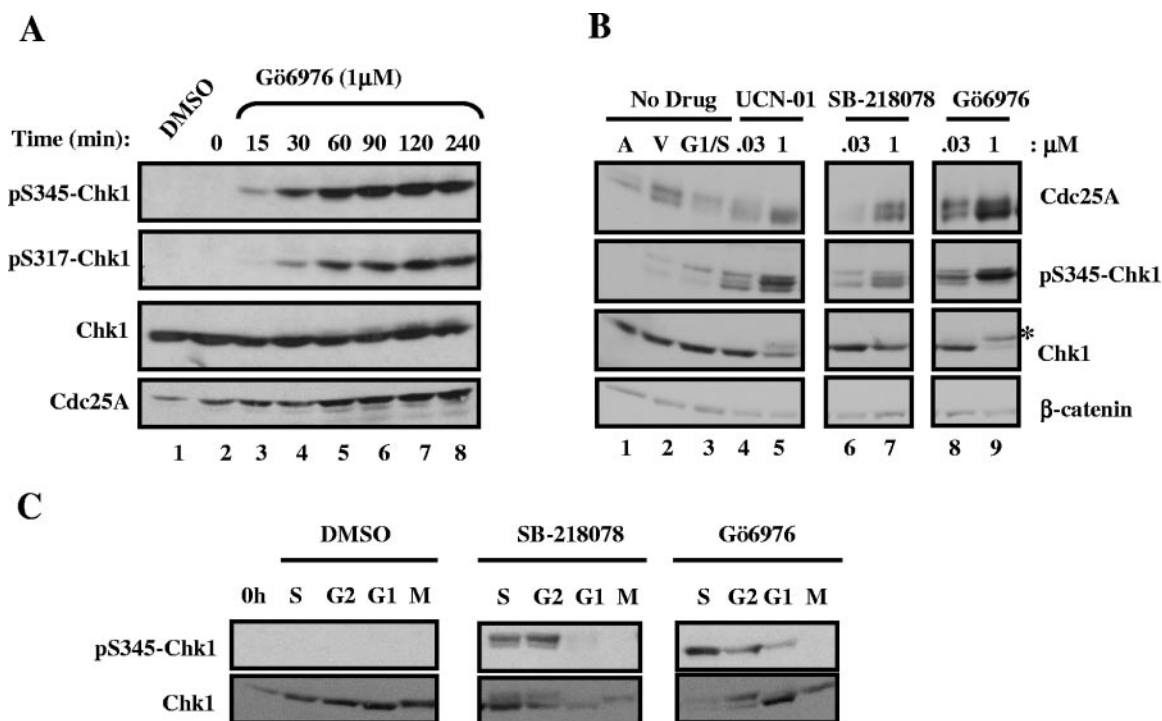 A
Gö6976 (1µM)
DMSO
Time (min): 0 15 30 60 90 120 240
pS345-Chk1
pS317-Chk1
Chk1
Cdc25A
1 2 3 4 5 6 7 8
B
No Drug UCN-01 SB-218078 Gö6976
A V G1/S .03 1 .03 1 .03 1 : µM
Cdc25A
pS345-Chk1
*
Chk1
β-catenin
1 2 3 4 5 6 7 8 9
C
DMSO SB-218078 Gö6976
0h S G2 G1 M S G2 G1 M S G2 G1 M
pS345-Chk1
Chk1